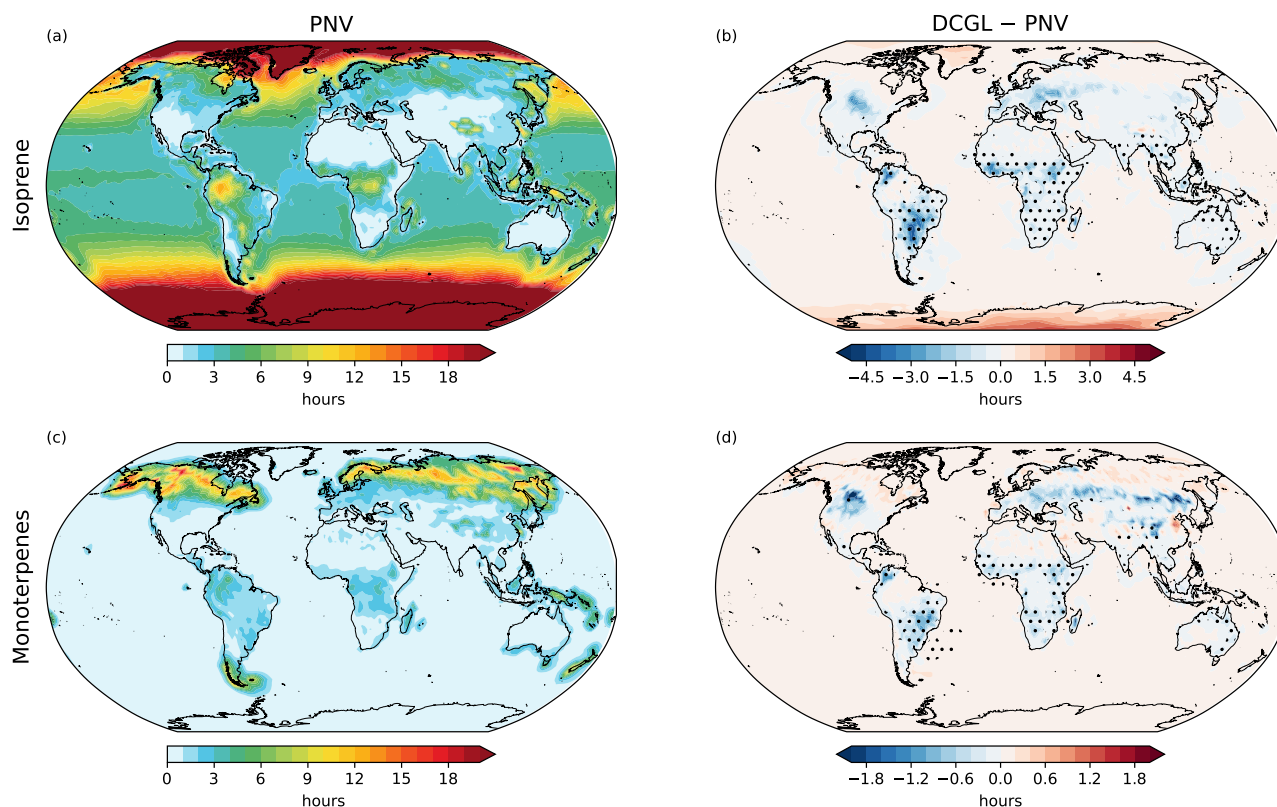 PNV
DCGL − PNV
(a)
(b)
Isoprene
0 3 6 9 12 15 18
hours
−4.5 −3.0 −1.5 0.0 1.5 3.0 4.5
hours
(c)
(d)
Monoterpenes
0 3 6 9 12 15 18
hours
−1.8 −1.2 −0.6 0.0 0.6 1.2 1.8
hours